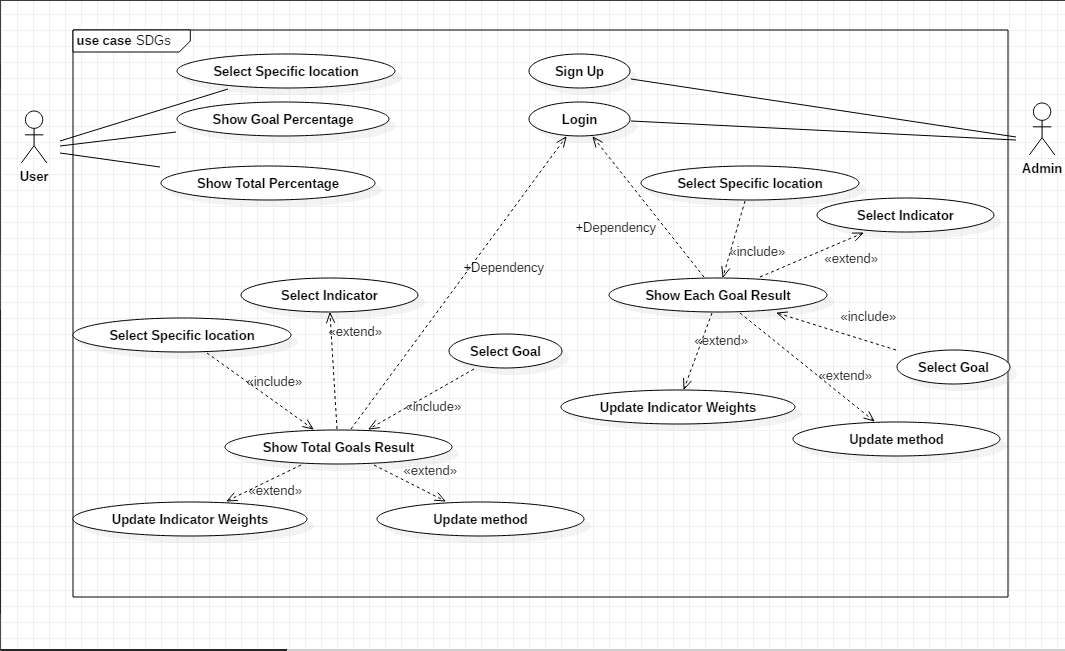 use case SDGs
Select Specific location
Sign Up
Show Goal Percentage
Login
User
Admin
Show Total Percentage
Select Specific location
Select Indicator
+Dependency
«include»
«extend»
+Dependency
Select Indicator
Show Each Goal Result
«include»
Select Specific location
«extend»
«extend»
Select Goal
Select Goal
«include»
«extend»
«include»
Update Indicator Weights
Show Total Goals Result
Update method
«extend»
«extend»
Update Indicator Weights
Update method